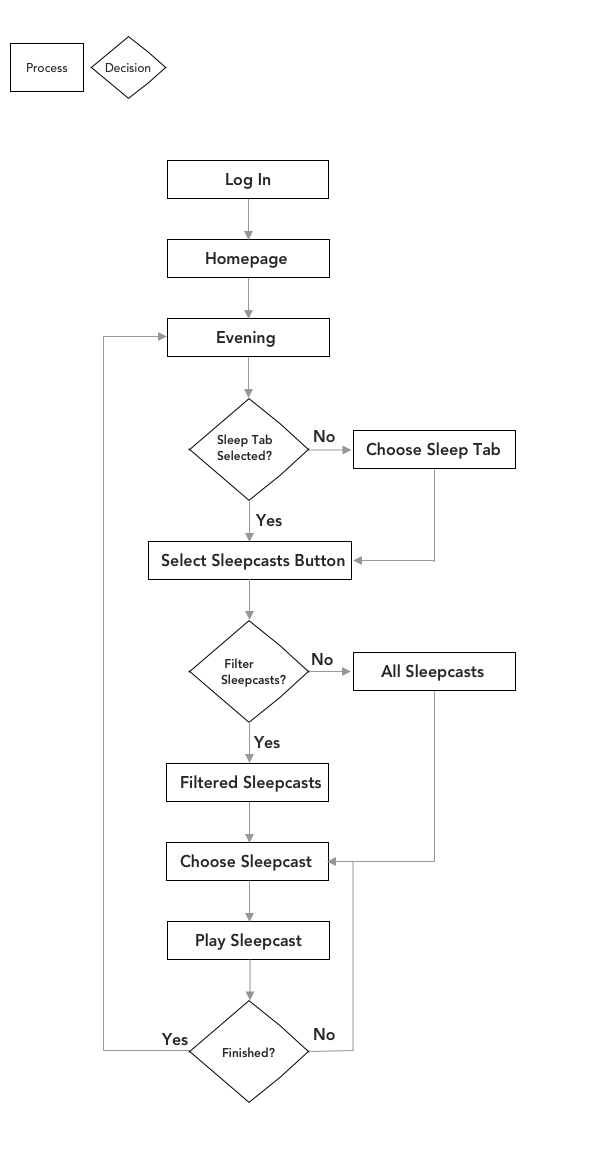 Process
Decision
Log In
Homepage
Evening
Sleep Tab
Selected?
No
Choose Sleep Tab
Yes
Select Sleepcasts Button
Filter
Sleepcasts?
No
All Sleepcasts
Yes
Filtered Sleepcasts
Choose Sleepcast
Play Sleepcast
Yes
Finished?
No